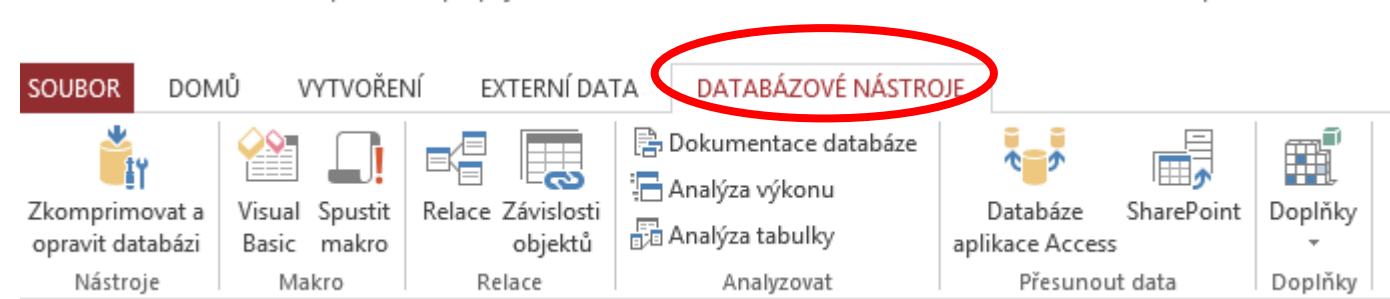 SOUBOR DOMŮ VYTVOŘENÍ EXTERNÍ DATA DATABÁZOVÉ NÁSTROJE
Zkomprimovat a
opravit databázi
Nástroje
Visual
Basic
Spustit
makro
Makro
Relace
Závislosti
objektů
Relace
Dokumentace databáze
Analýza výkonu
Analýza tabulky
Analyzovat
Databáze
aplikace Access
SharePoint
Přesunout data
Doplňky
Doplňky